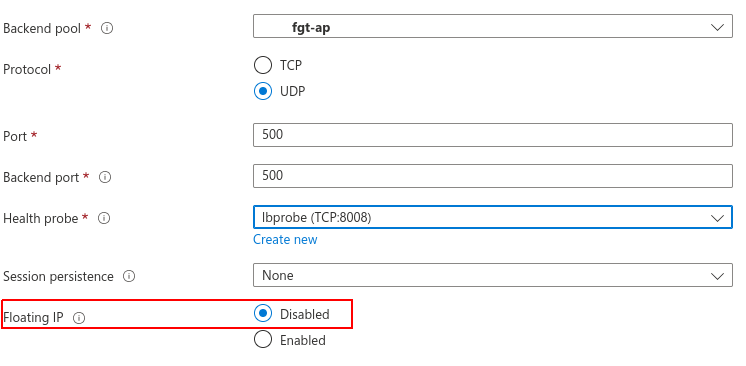 Backend pool * fgt-ap
Protocol * TCP
UDP
Port * 500
Backend port * 500
Health probe * lbprobe (TCP:8008)
Create new
Session persistence None
Floating IP Disabled
Enabled